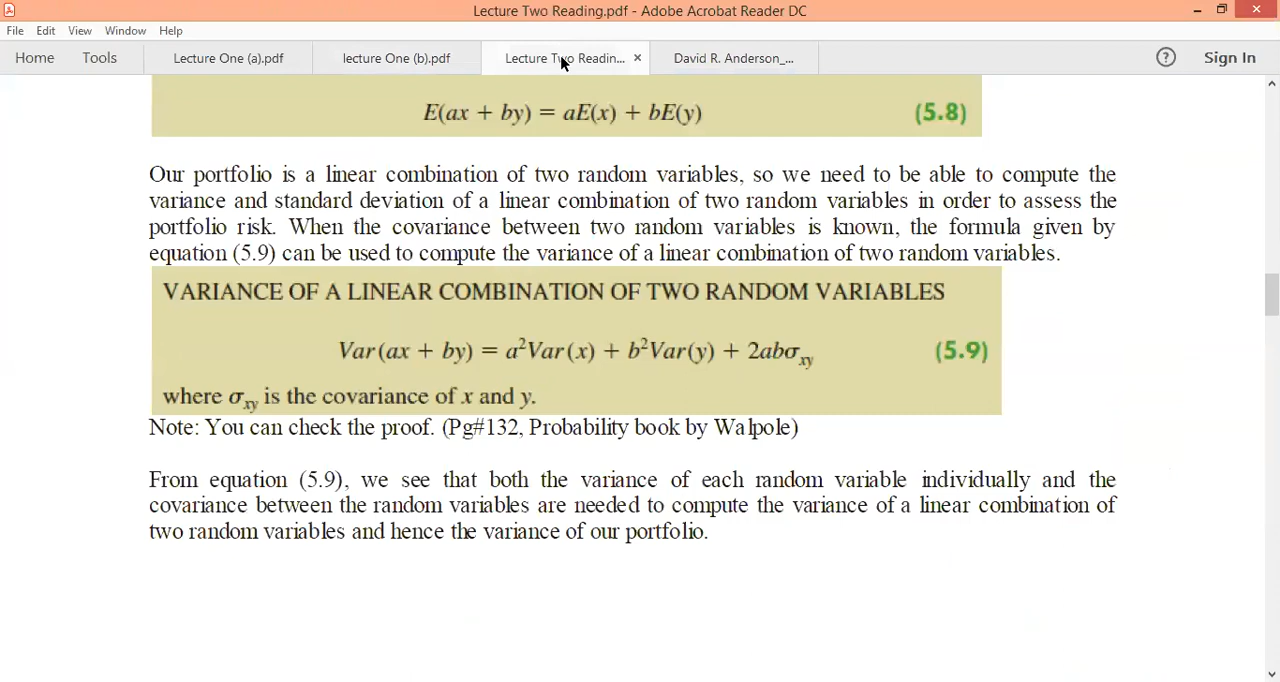 Lecture Two Reading.pdf - Adobe Acrobat Reader DC
File Edit View Window Help
Home Tools Lecture One (a).pdf lecture One (b).pdf Lecture Two Readin... × David R. Anderson_... ? Sign In
E(ax + by) = aE(x) + bE(y) (5.8)
Our portfolio is a linear combination of two random variables, so we need to be able to compute the
variance and standard deviation of a linear combination of two random variables in order to assess the
portfolio risk. When the covariance between two random variables is known, the formula given by
equation (5.9) can be used to compute the variance of a linear combination of two random variables.
VARIANCE OF A LINEAR COMBINATION OF TWO RANDOM VARIABLES
Var(ax + by) = a²Var(x) + b²Var(y) + 2abσxy (5.9)
where σxy is the covariance of x and y.
Note: You can check the proof. (Pg#132, Probability book by Walpole)
From equation (5.9), we see that both the variance of each random variable individually and the
covariance between the random variables are needed to compute the variance of a linear combination of
two random variables and hence the variance of our portfolio.